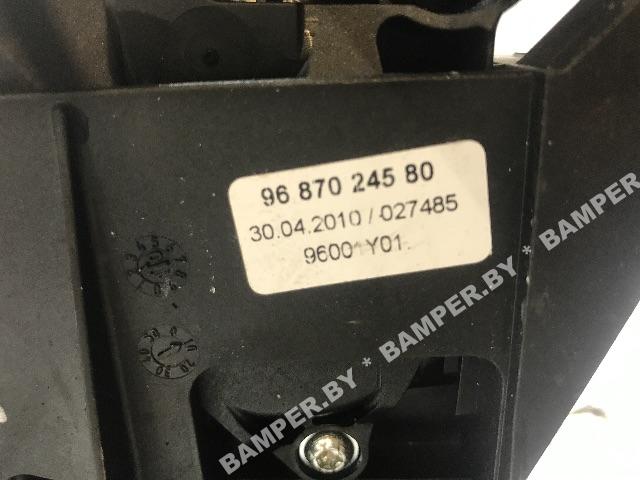 96 870 245 80
30.04.2010 / 027485
9600 Y01
BAMPER.BY * BAMPER.BY * BAMPER